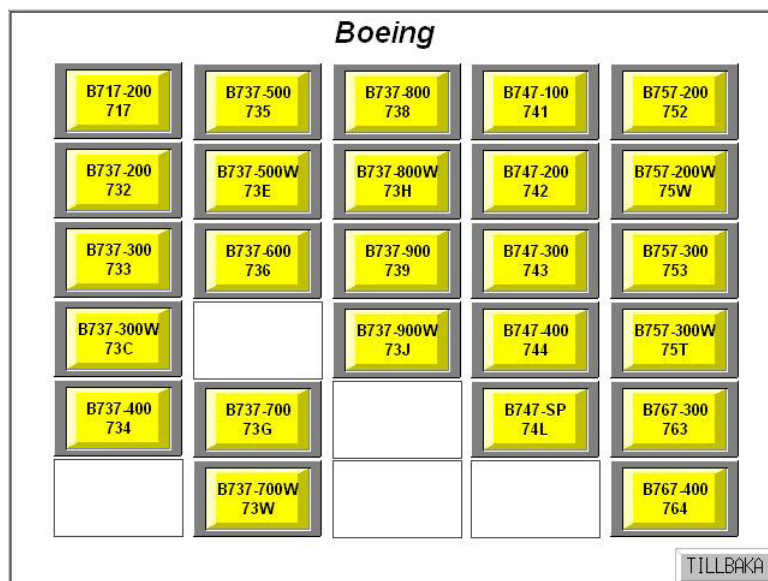 Boeing
B717-200
717
B737-500
735
B737-800
738
B747-100
741
B757-200
752
B737-200
732
B737-500W
73E
B737-800W
73H
B747-200
742
B757-200W
75W
B737-300
733
B737-600
736
B737-900
739
B747-300
743
B757-300
753
B737-300W
73C
B737-900W
73J
B747-400
744
B757-300W
75T
B737-400
734
B737-700
73G
B747-SP
74L
B767-300
763
B737-700W
73W
B767-400
764
TILLBAKA